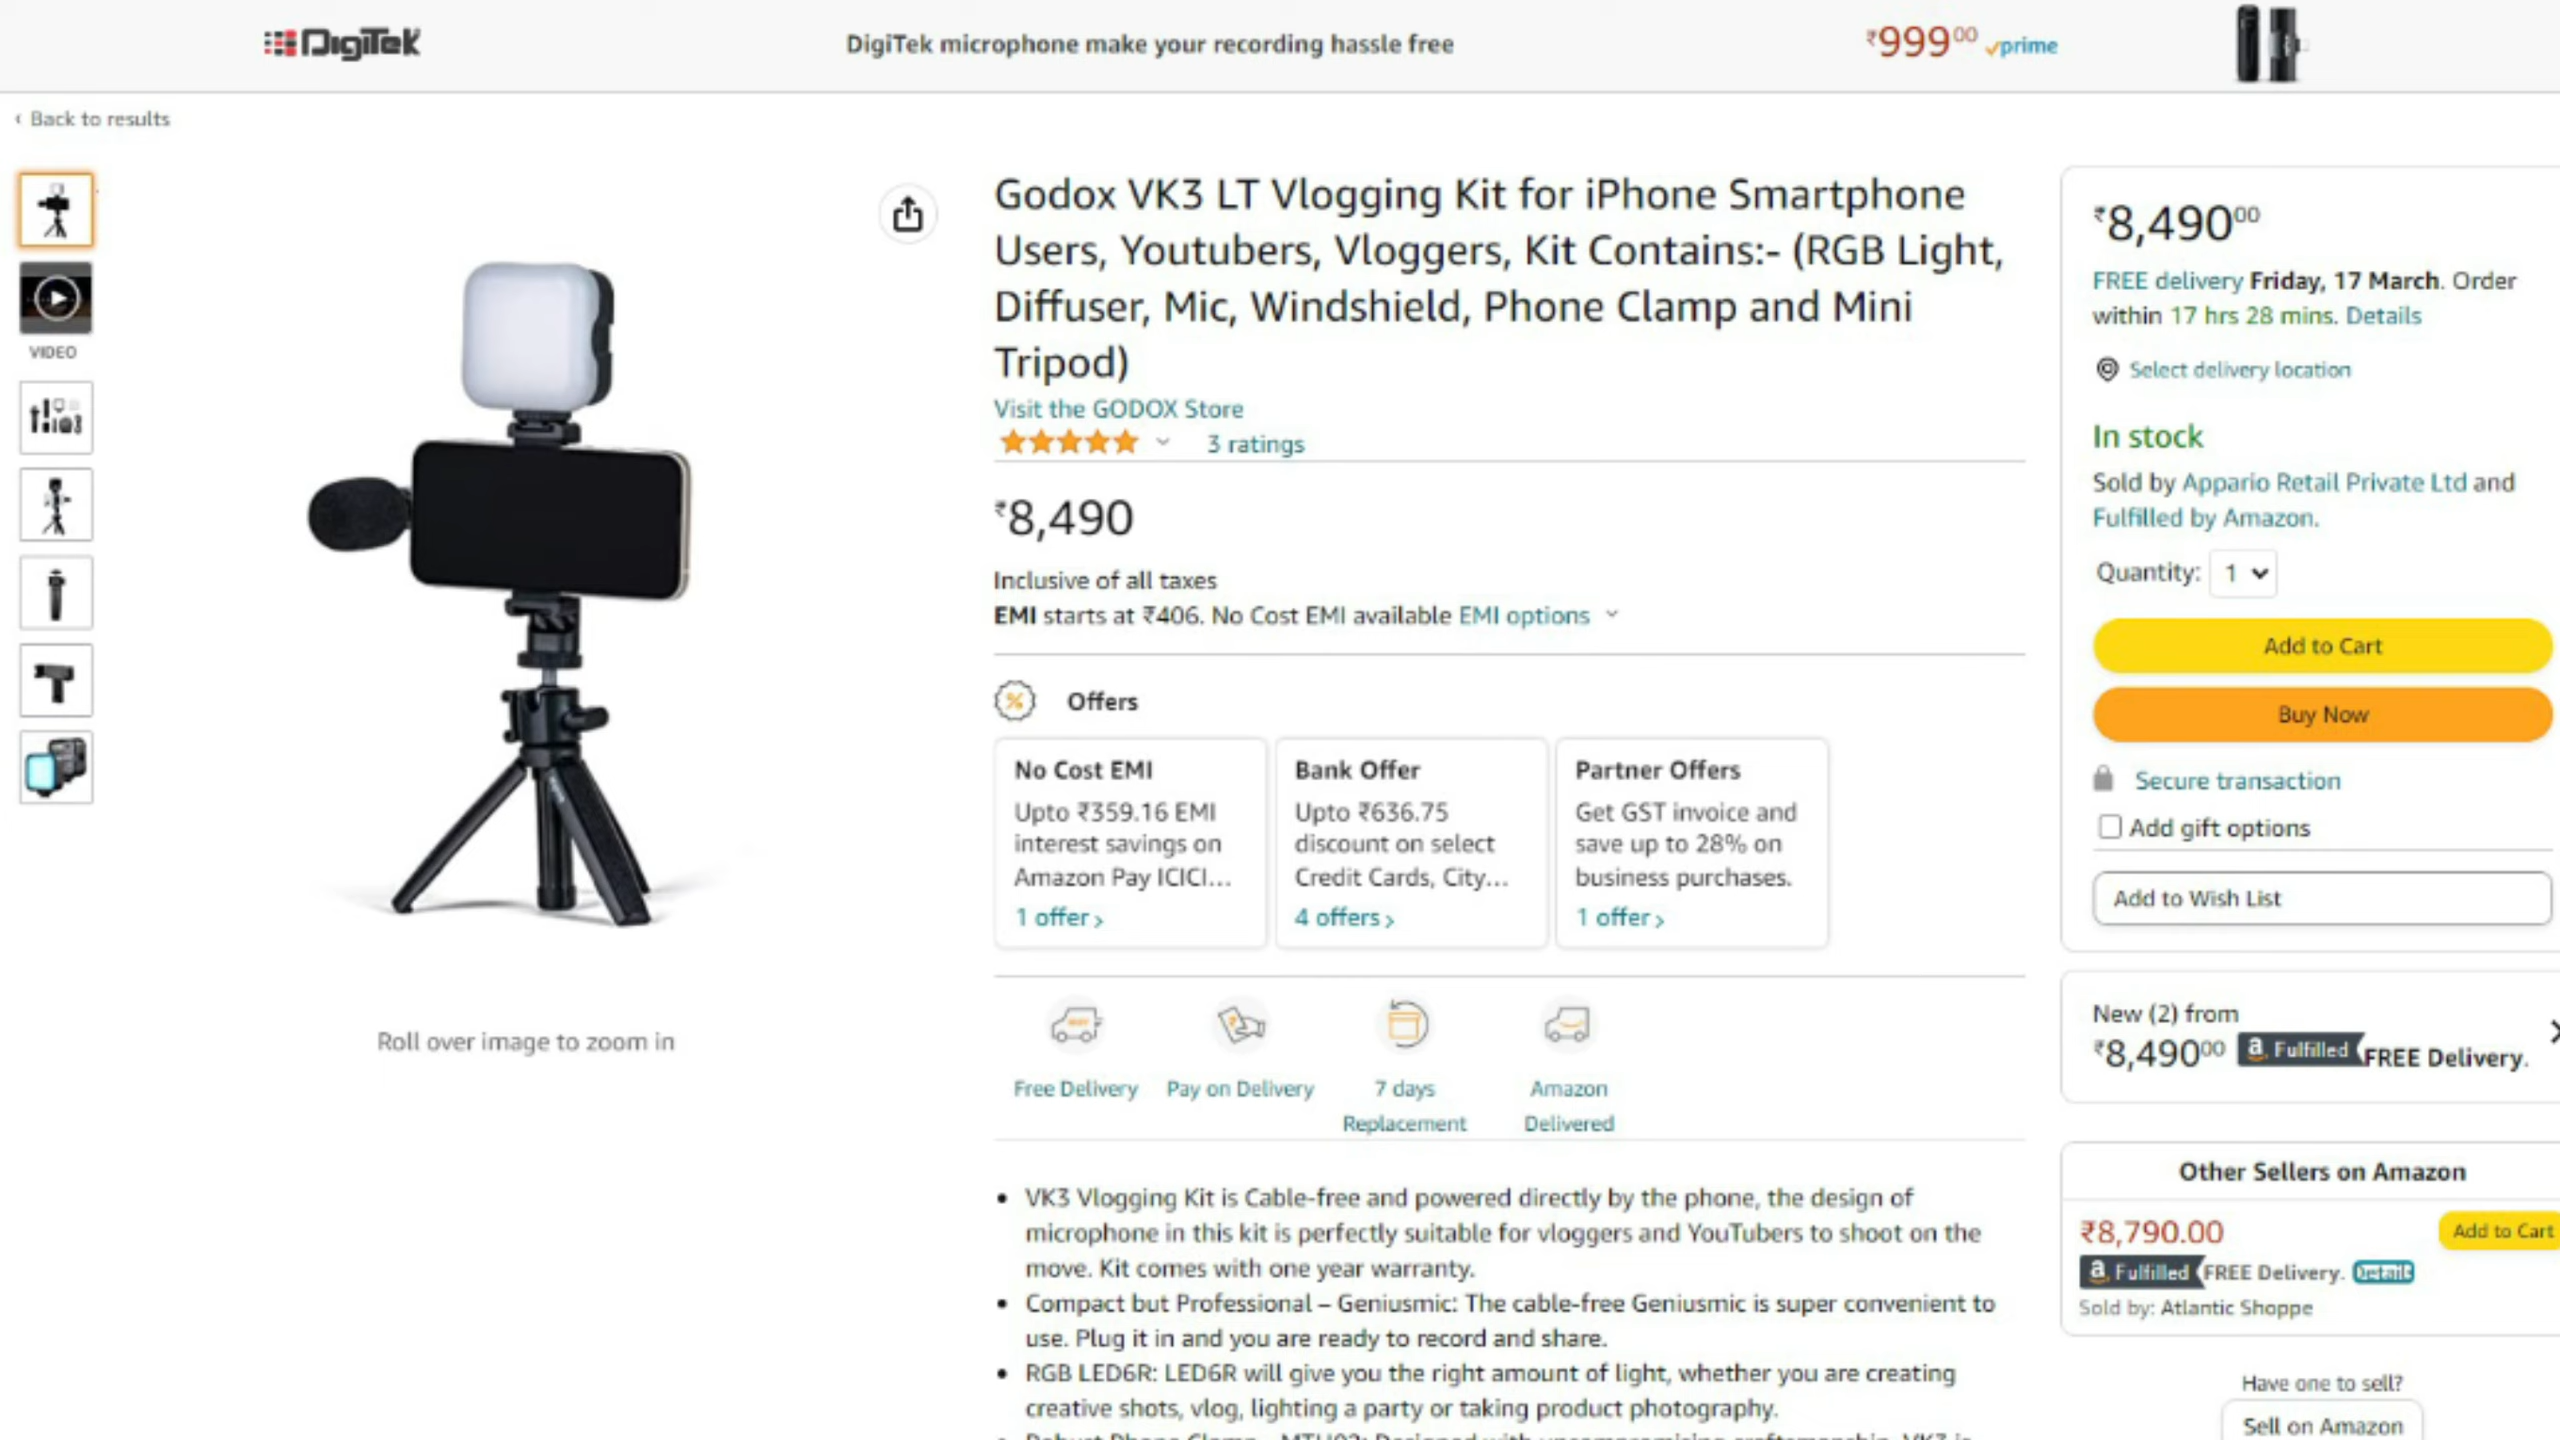 DigiTek
DigiTek microphone make your recording hassle free
₹999⁰⁰ prime
‹ Back to results
VIDEO
Roll over image to zoom in
Godox VK3 LT Vlogging Kit for iPhone Smartphone
Users, Youtubers, Vloggers, Kit Contains:- (RGB Light,
Diffuser, Mic, Windshield, Phone Clamp and Mini
Tripod)
Visit the GODOX Store
3 ratings
₹8,490
Inclusive of all taxes
EMI starts at ₹406. No Cost EMI available EMI options
Offers
No Cost EMI
Upto ₹359.16 EMI
interest savings on
Amazon Pay ICICI…
1 offer ›
Bank Offer
Upto ₹636.75
discount on select
Credit Cards, City…
4 offers ›
Partner Offers
Get GST invoice and
save up to 28% on
business purchases.
1 offer ›
Free Delivery
Pay on Delivery
7 days
Replacement
Amazon
Delivered
• VK3 Vlogging Kit is Cable-free and powered directly by the phone, the design of
microphone in this kit is perfectly suitable for vloggers and YouTubers to shoot on the
move. Kit comes with one year warranty.
• Compact but Professional – Geniusmic: The cable-free Geniusmic is super convenient to
use. Plug it in and you are ready to record and share.
• RGB LED6R: LED6R will give you the right amount of light, whether you are creating
creative shots, vlog, lighting a party or taking product photography.
₹8,490⁰⁰
FREE delivery Friday, 17 March. Order
within 17 hrs 28 mins. Details
Select delivery location
In stock
Sold by Appario Retail Private Ltd and
Fulfilled by Amazon.
Quantity: 1
Add to Cart
Buy Now
Secure transaction
Add gift options
Add to Wish List
New (2) from
₹8,490⁰⁰ a Fulfilled FREE Delivery.
Other Sellers on Amazon
₹8,790.00
Add to Cart
a Fulfilled FREE Delivery. Details
Sold by: Atlantic Shoppe
Have one to sell?
Sell on Amazon